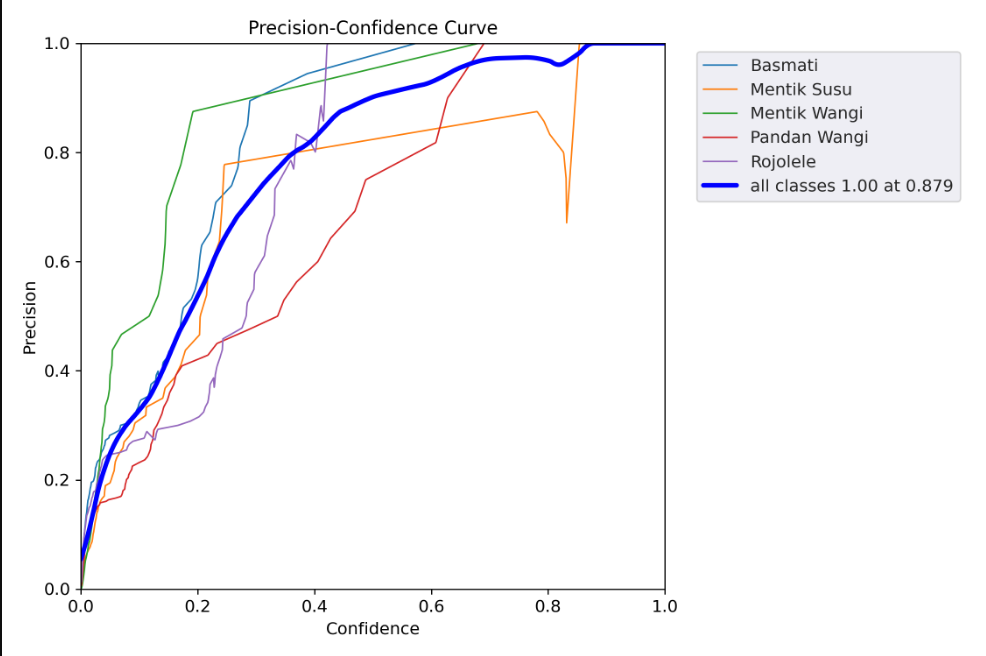 Precision-Confidence Curve
1.0
0.8
0.6
0.4
0.2
0.0
Precision
0.0 0.2 0.4 0.6 0.8 1.0
Confidence
Basmati
Mentik Susu
Mentik Wangi
Pandan Wangi
Rojolele
all classes 1.00 at 0.879